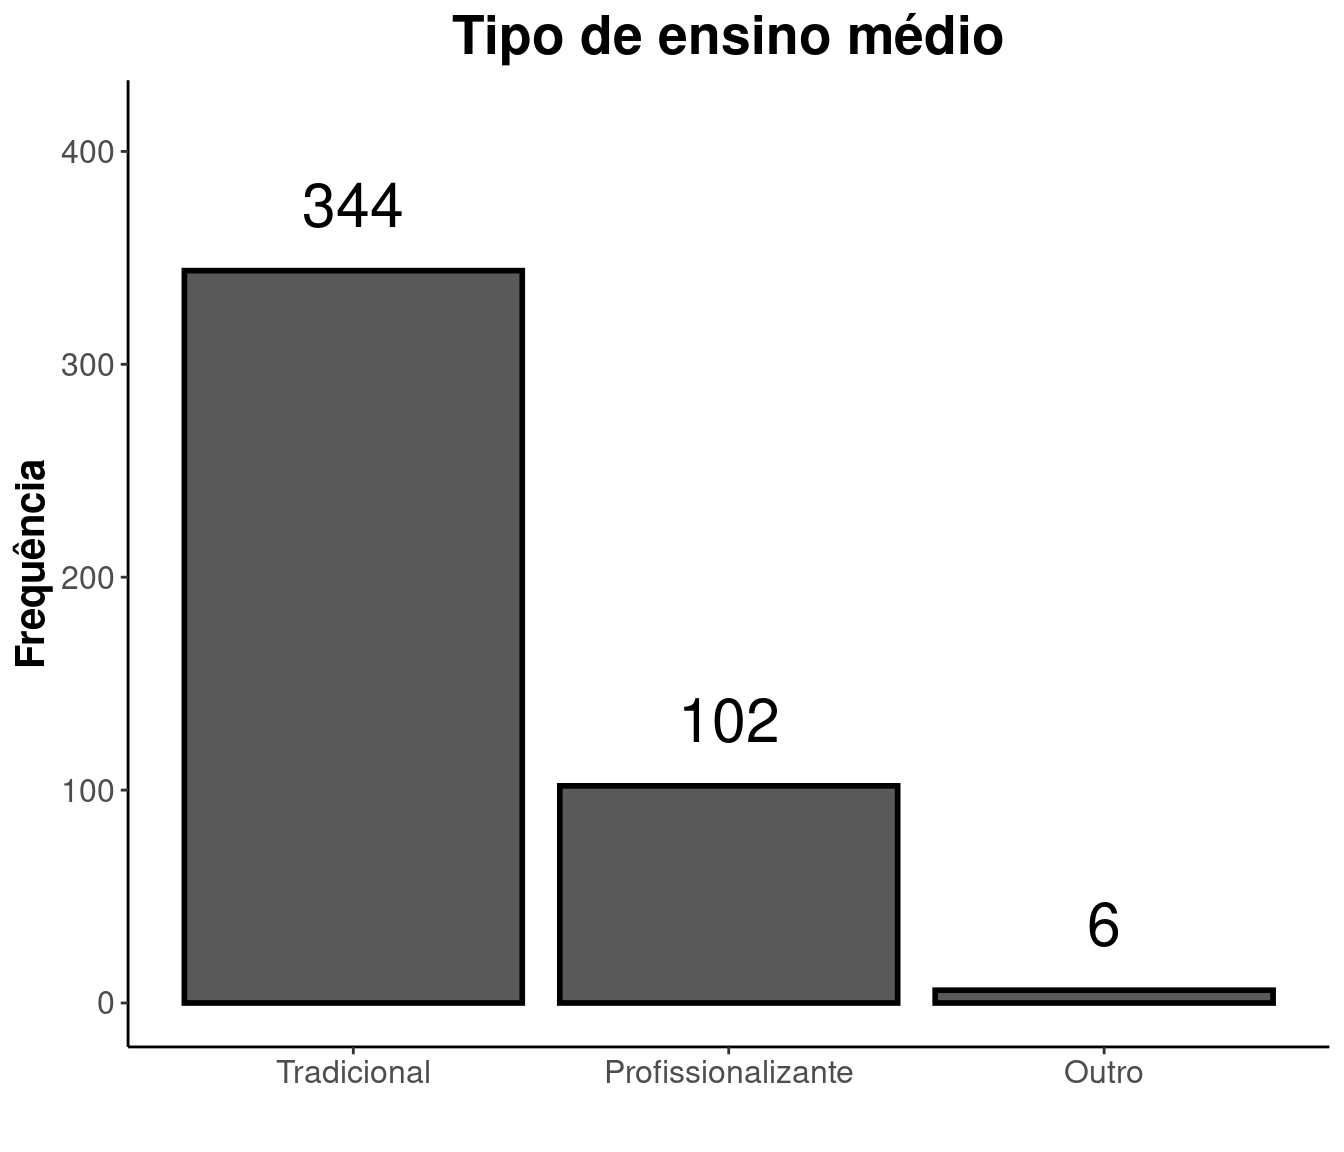 Tipo de ensino médio
Frequência
400
300
200
100
0
344
102
6
Tradicional
Profissionalizante
Outro